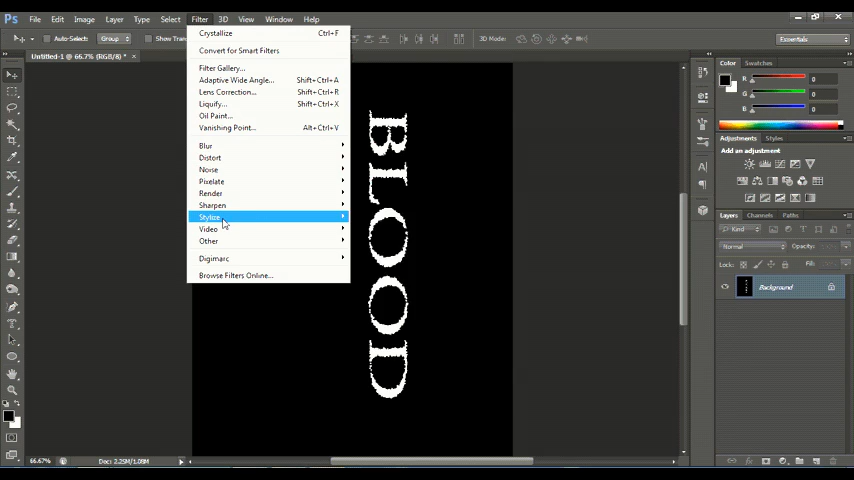 Ps File Edit Image Layer Type Select Filter 3D View Window Help
Auto-Select: Group 3D Mode: Essentials
Untitled-1 @ 66.7% (RGB/8) * ×
Crystallize Ctrl+F
Convert for Smart Filters
Filter Gallery...
Adaptive Wide Angle... Shift+Ctrl+A
Lens Correction... Shift+Ctrl+R
Liquify... Shift+Ctrl+X
Oil Paint...
Vanishing Point... Alt+Ctrl+V
Blur
Distort
Noise
Pixelate
Render
Sharpen
Stylize
Video
Other
Digimarc
Browse Filters Online...
BLOOD
Color Swatches
R 0
G 0
B 0
Adjustments Styles
Add an adjustment
Layers Channels Paths
Kind
Normal Opacity:
Lock: Fill:
Background
66.67% Doc: 2.25M/1.08M